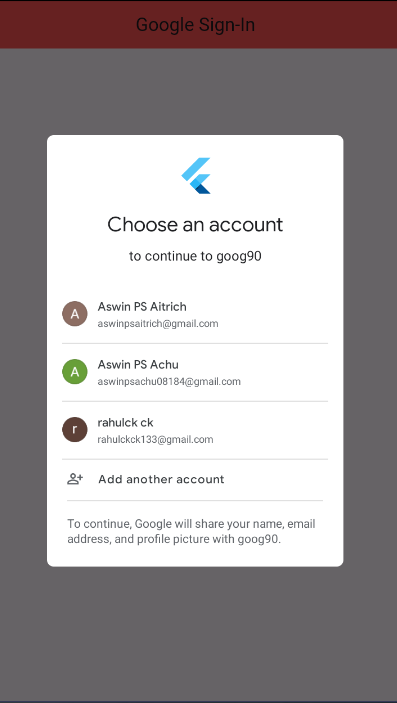 Google Sign-In
Choose an account
to continue to goog90
A
Aswin PS Aitrich
aswinpsaitrich@gmail.com
A
Aswin PS Achu
aswinpsachu08184@gmail.com
r
rahulck ck
rahulckck133@gmail.com
Add another account
To continue, Google will share your name, email
address, and profile picture with goog90.